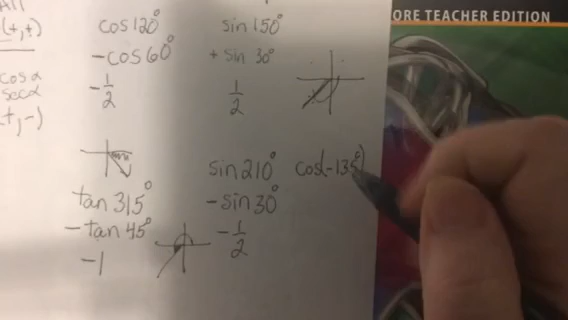 All
(+,+)
cos α
sec α
+,-)
cos 120°
-cos 60°
-1/2
sin 150°
+ sin 30°
1/2
tan 315°
-tan 45°
-1
sin 210°
-sin 30°
-1/2
cos(-135°)
ORE TEACHER EDITION